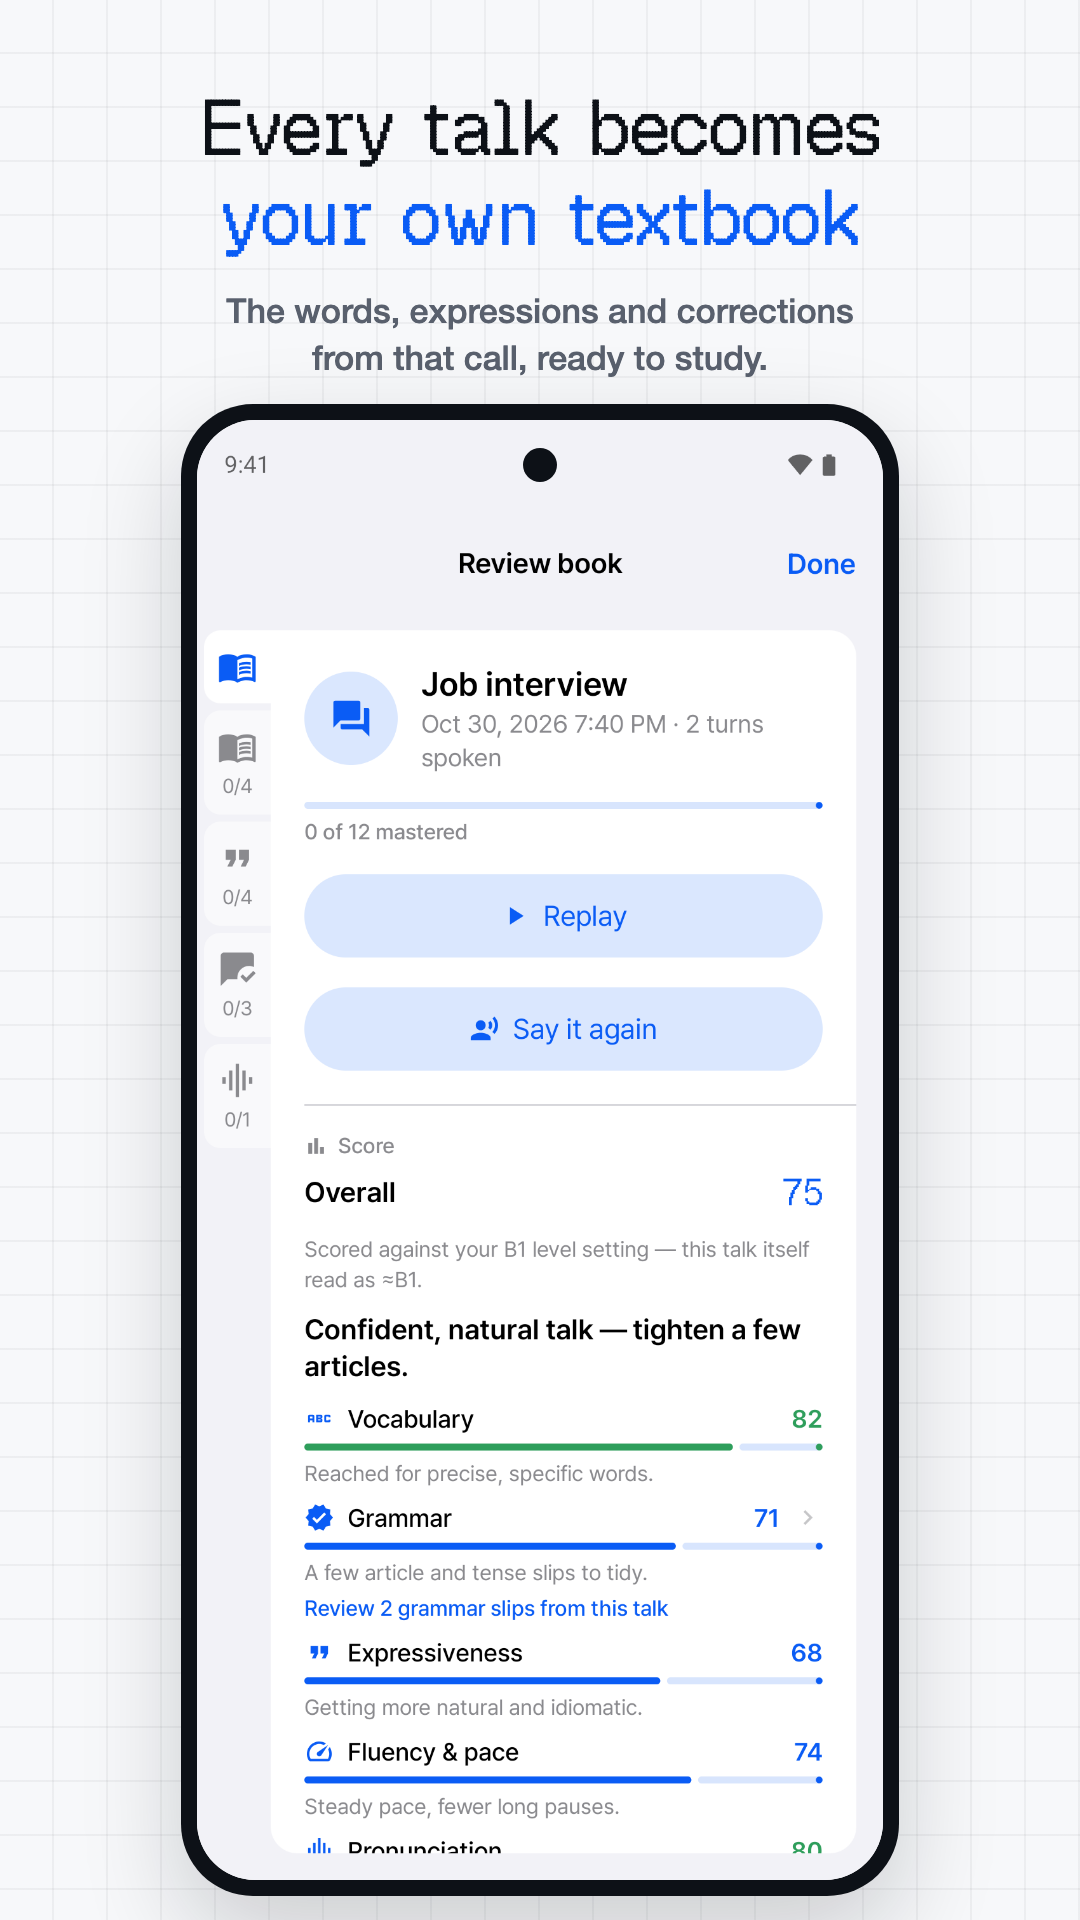 Every talk becomes
your own textbook
The words, expressions and corrections
from that call, ready to study.
9:41
Review book
Done
Job interview
Oct 30, 2026 7:40 PM · 2 turns
spoken
0/4
0 of 12 mastered
0/4
Replay
0/3
Say it again
0/1
Score
Overall 75
Scored against your B1 level setting — this talk itself
read as ≈B1.
Confident, natural talk — tighten a few
articles.
ABC Vocabulary 82
Reached for precise, specific words.
Grammar 71
A few article and tense slips to tidy.
Review 2 grammar slips from this talk
Expressiveness 68
Getting more natural and idiomatic.
Fluency & pace 74
Steady pace, fewer long pauses.
Pronunciation 80